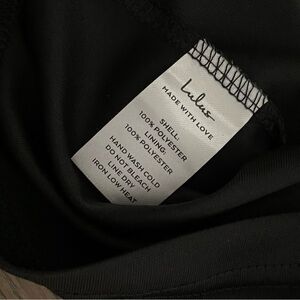 Lulus
MADE WITH LOVE
SHELL:
100% POLYESTER
LINING:
100% POLYESTER
HAND WASH COLD
DO NOT BLEACH
LINE DRY
IRON LOW HEAT